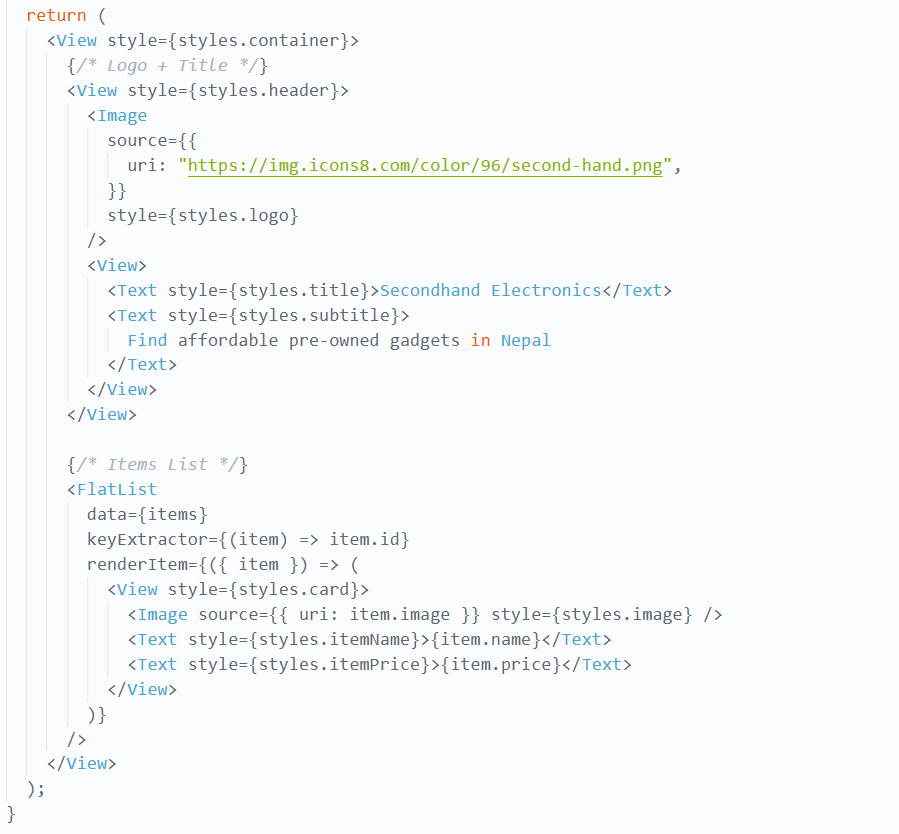 return (
<View style={styles.container}>
{/* Logo + Title */}
<View style={styles.header}>
<Image
source={{
uri: "https://img.icons8.com/color/96/second-hand.png",
}}
style={styles.logo}
/>
<View>
<Text style={styles.title}>Secondhand Electronics</Text>
<Text style={styles.subtitle}>
Find affordable pre-owned gadgets in Nepal
</Text>
</View>
</View>
{/* Items List */}
<FlatList
data={items}
keyExtractor={(item) => item.id}
renderItem={({ item }) => (
<View style={styles.card}>
<Image source={{ uri: item.image }} style={styles.image} />
<Text style={styles.itemName}>{item.name}</Text>
<Text style={styles.itemPrice}>{item.price}</Text>
</View>
)}
/>
</View>
);
}